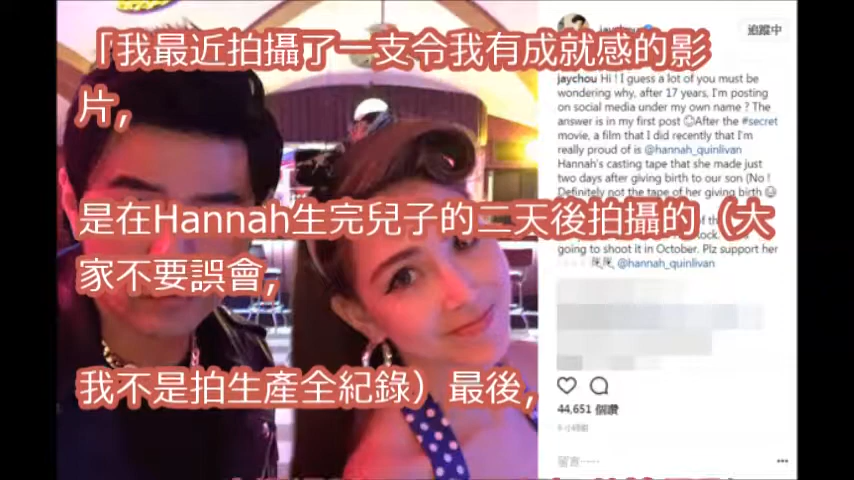 「我最近拍攝了一支令我有成就感的影
片,
是在Hannah生完兒子的二天後拍攝的（大
家不要誤會,
我不是拍生產全紀錄）最後,
jaychou
追蹤中
jaychou Hi ! I guess a lot of you must be
wondering why, after 17 years, I'm posting
on social media under my own name ? The
answer is in my first post 😊After the #secret
movie, a film that I did recently that I'm
really proud of is @hannah_quinlivan
Hannah's casting tape that she made just
two days after giving birth to our son (No !
Definitely not the tape of her giving birth 😂
of th
ock.
going to shoot it in October. Plz support her
@hannah_quinlivan
44,651 個讚
留言⋯⋯